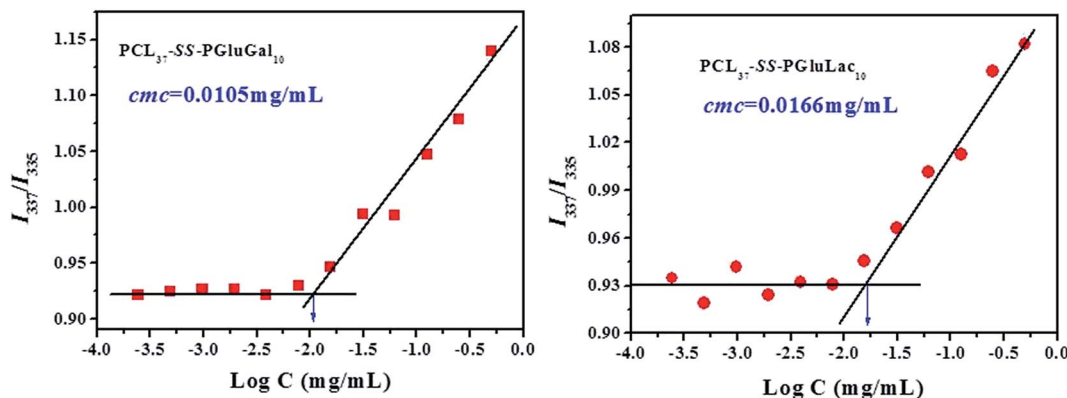 1.15
1.10
1.05
1.00
0.95
0.90
I337/I335
PCL37-SS-PGluGal10
cmc=0.0105mg/mL
-4.0 -3.5 -3.0 -2.5 -2.0 -1.5 -1.0 -0.5 0.0
Log C (mg/mL)
1.08
1.05
1.02
0.99
0.96
0.93
0.90
I337/I335
PCL37-SS-PGluLac10
cmc=0.0166mg/mL
-4.0 -3.5 -3.0 -2.5 -2.0 -1.5 -1.0 -0.5 0.0
Log C (mg/mL)